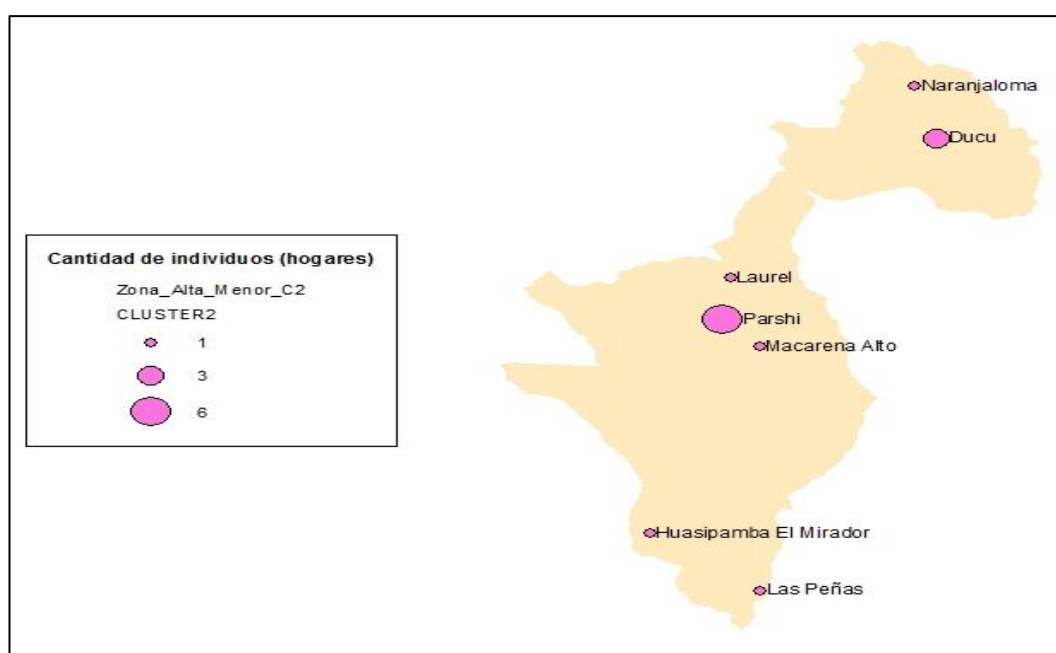 Cantidad de individuos (hogares)
Zona_Alta_Menor_C2
CLUSTER2
1
3
6
Naranjaloma
Ducu
Laurel
Parshi
Macarena Alto
Huasipamba El Mirador
Las Peñas